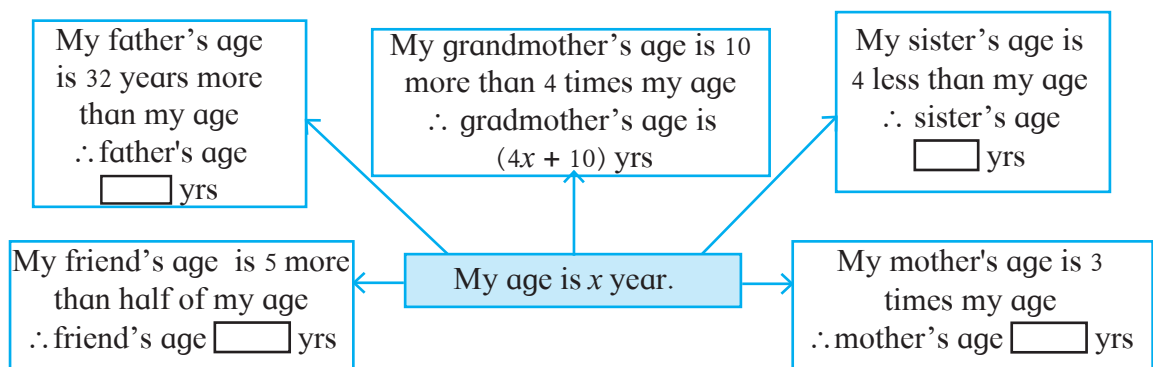 My father’s age
is 32 years more
than my age
∴ father's age
yrs
My grandmother’s age is 10
more than 4 times my age
∴ gradmother’s age is
(4x + 10) yrs
My sister’s age is
4 less than my age
∴ sister’s age
yrs
My friend’s age is 5 more
than half of my age
∴ friend’s age yrs
My age is x year.
My mother's age is 3
times my age
∴ mother’s age yrs